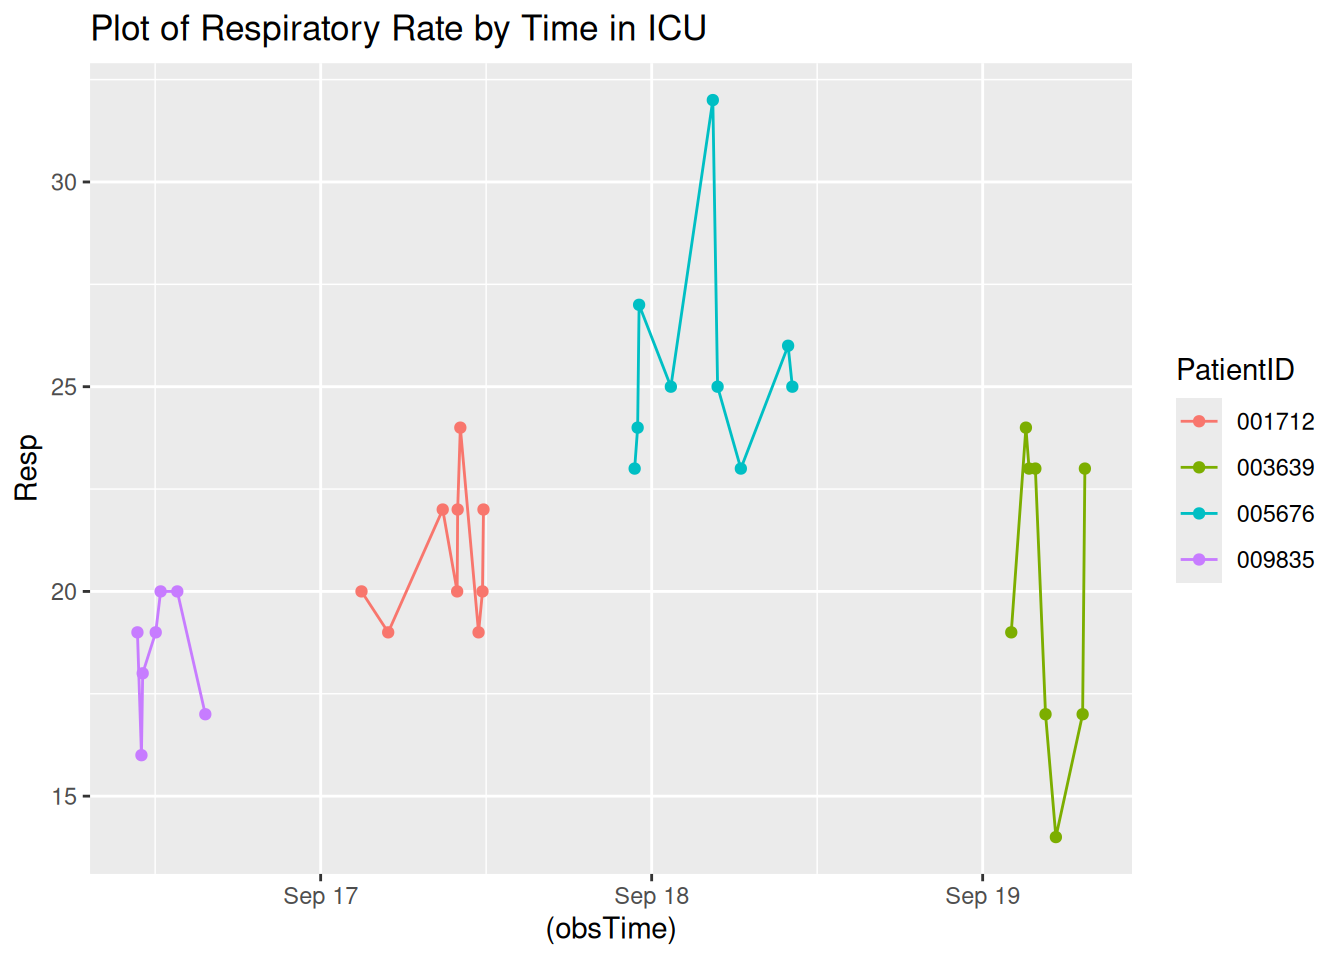 Plot of Respiratory Rate by Time in ICU
Resp
30
25
20
15
Sep 17
Sep 18
Sep 19
(obsTime)
PatientID
001712
003639
005676
009835